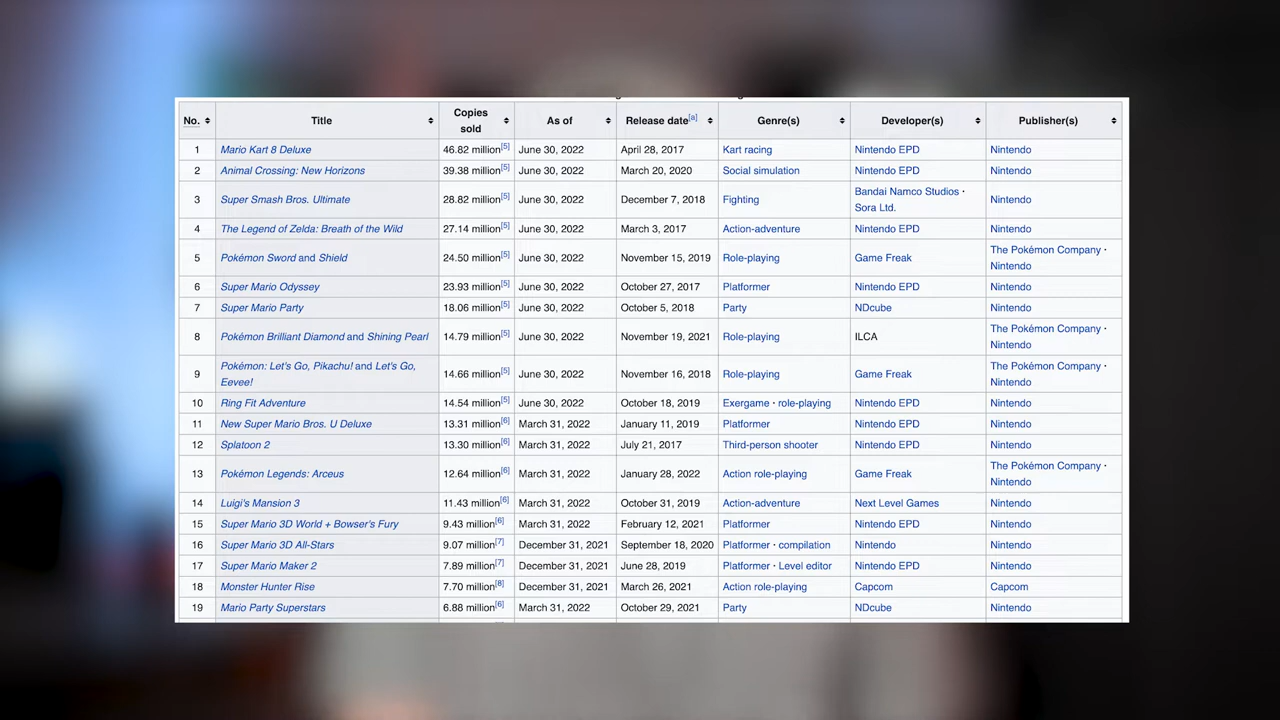 No. Title Copies sold As of Release date[a] Genre(s) Developer(s) Publisher(s)
1 Mario Kart 8 Deluxe 46.82 million[5] June 30, 2022 April 28, 2017 Kart racing Nintendo EPD Nintendo
2 Animal Crossing: New Horizons 39.38 million[5] June 30, 2022 March 20, 2020 Social simulation Nintendo EPD Nintendo
3 Super Smash Bros. Ultimate 28.82 million[5] June 30, 2022 December 7, 2018 Fighting Bandai Namco Studios · Sora Ltd. Nintendo
4 The Legend of Zelda: Breath of the Wild 27.14 million[5] June 30, 2022 March 3, 2017 Action-adventure Nintendo EPD Nintendo
5 Pokémon Sword and Shield 24.50 million[5] June 30, 2022 November 15, 2019 Role-playing Game Freak The Pokémon Company · Nintendo
6 Super Mario Odyssey 23.93 million[5] June 30, 2022 October 27, 2017 Platformer Nintendo EPD Nintendo
7 Super Mario Party 18.06 million[5] June 30, 2022 October 5, 2018 Party NDcube Nintendo
8 Pokémon Brilliant Diamond and Shining Pearl 14.79 million[5] June 30, 2022 November 19, 2021 Role-playing ILCA The Pokémon Company · Nintendo
9 Pokémon: Let's Go, Pikachu! and Let's Go, Eevee! 14.66 million[5] June 30, 2022 November 16, 2018 Role-playing Game Freak The Pokémon Company · Nintendo
10 Ring Fit Adventure 14.54 million[5] June 30, 2022 October 18, 2019 Exergame · role-playing Nintendo EPD Nintendo
11 New Super Mario Bros. U Deluxe 13.31 million[6] March 31, 2022 January 11, 2019 Platformer Nintendo EPD Nintendo
12 Splatoon 2 13.30 million[6] March 31, 2022 July 21, 2017 Third-person shooter Nintendo EPD Nintendo
13 Pokémon Legends: Arceus 12.64 million[6] March 31, 2022 January 28, 2022 Action role-playing Game Freak The Pokémon Company · Nintendo
14 Luigi's Mansion 3 11.43 million[6] March 31, 2022 October 31, 2019 Action-adventure Next Level Games Nintendo
15 Super Mario 3D World + Bowser's Fury 9.43 million[6] March 31, 2022 February 12, 2021 Platformer Nintendo EPD Nintendo
16 Super Mario 3D All-Stars 9.07 million[7] December 31, 2021 September 18, 2020 Platformer · compilation Nintendo Nintendo
17 Super Mario Maker 2 7.89 million[7] December 31, 2021 June 28, 2019 Platformer · Level editor Nintendo EPD Nintendo
18 Monster Hunter Rise 7.70 million[8] December 31, 2021 March 26, 2021 Action role-playing Capcom Capcom
19 Mario Party Superstars 6.88 million[6] March 31, 2022 October 29, 2021 Party NDcube Nintendo